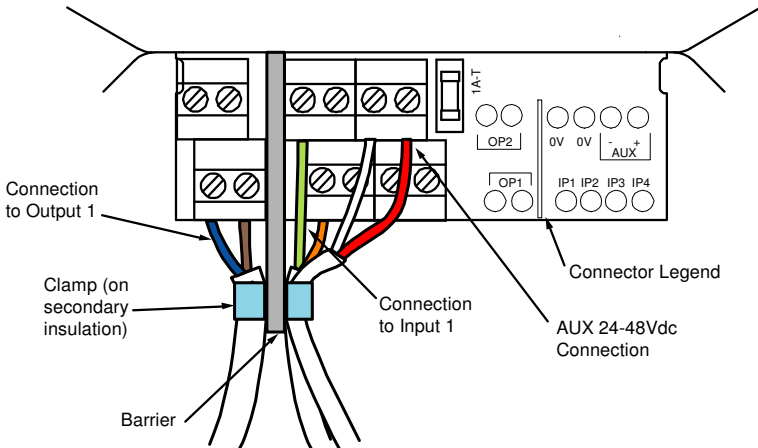 1A-T
OP2
0V 0V
- +
AUX
OP1
IP1 IP2 IP3 IP4
Connection
to Output 1
Clamp (on
secondary
insulation)
Connector Legend
Connection
to Input 1
AUX 24-48Vdc
Connection
Barrier